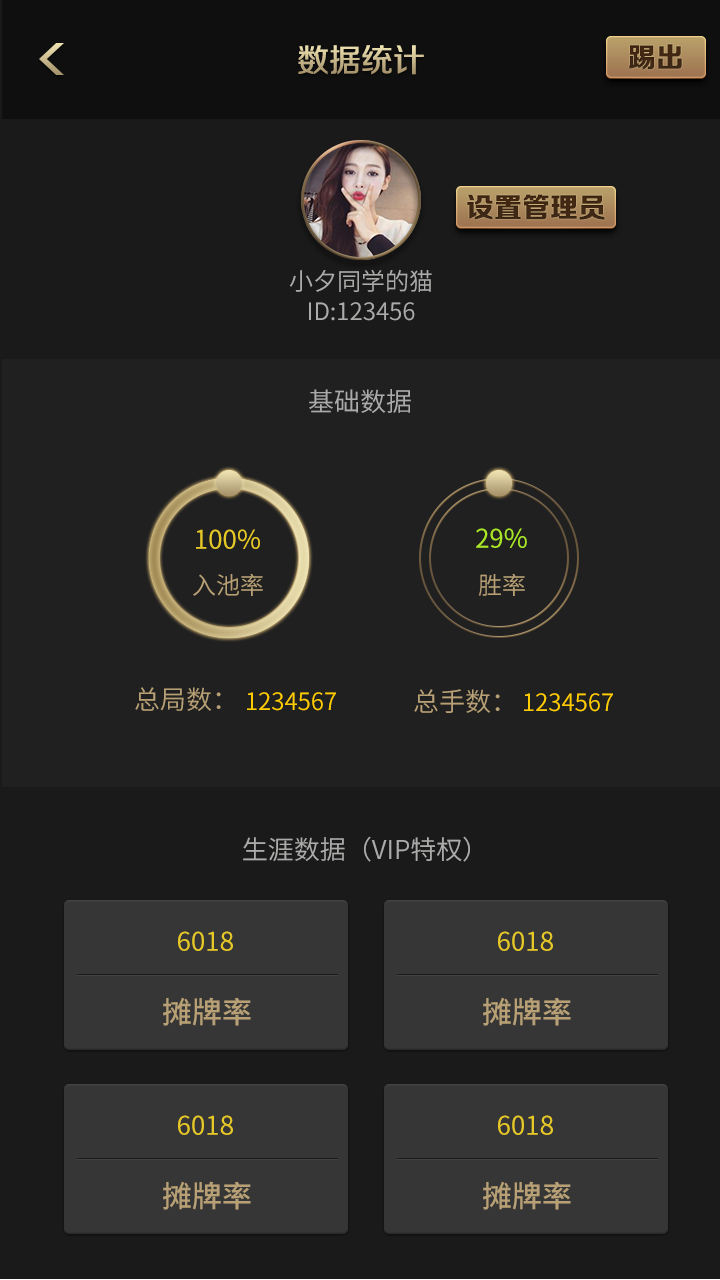 数据统计
踢出
设置管理员
小夕同学的猫
ID:123456
基础数据
100%
入池率
29%
胜率
总局数： 1234567
总手数： 1234567
生涯数据（VIP特权）
6018
摊牌率
6018
摊牌率
6018
摊牌率
6018
摊牌率